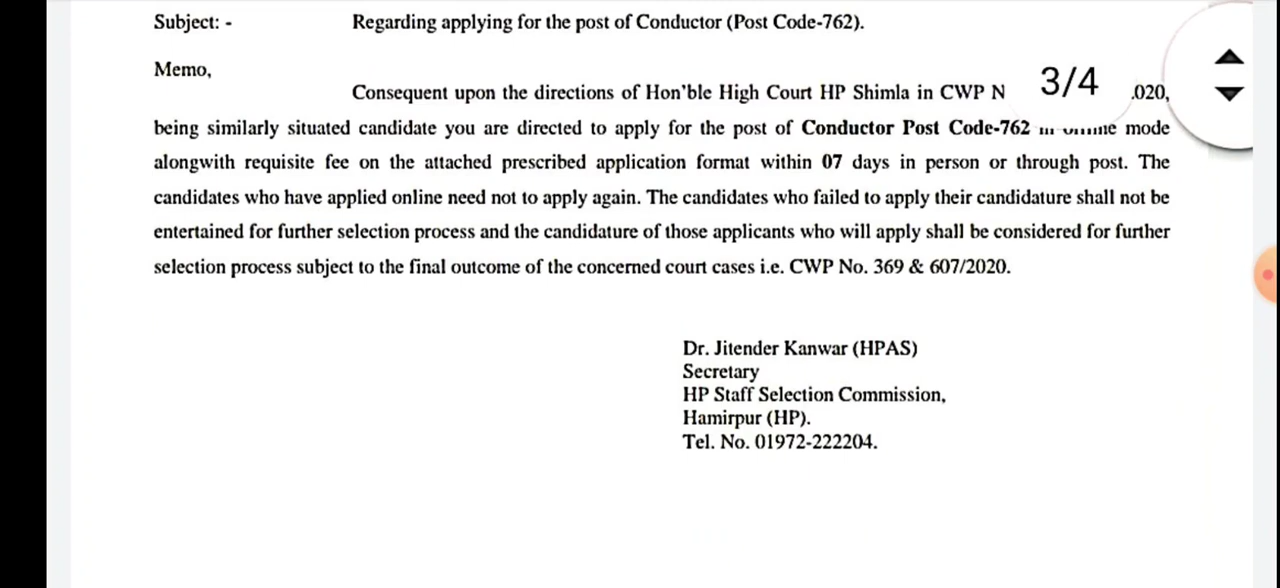 Subject: - Regarding applying for the post of Conductor (Post Code-762).
Memo,
Consequent upon the directions of Hon'ble High Court HP Shimla in CWP N 3/4 .020,
being similarly situated candidate you are directed to apply for the post of Conductor Post Code-762 mode
alongwith requisite fee on the attached prescribed application format within 07 days in person or through post. The
candidates who have applied online need not to apply again. The candidates who failed to apply their candidature shall not be
entertained for further selection process and the candidature of those applicants who will apply shall be considered for further
selection process subject to the final outcome of the concerned court cases i.e. CWP No. 369 & 607/2020.
Dr. Jitender Kanwar (HPAS)
Secretary
HP Staff Selection Commission,
Hamirpur (HP).
Tel. No. 01972-222204.